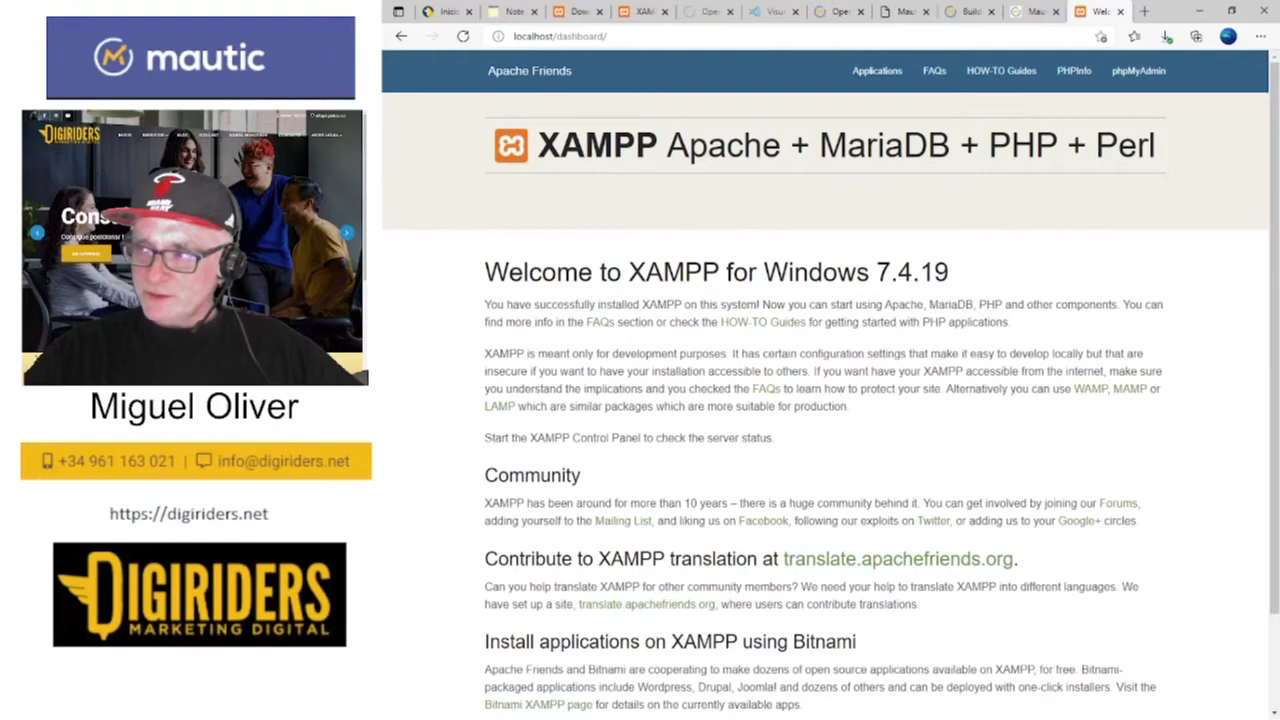 mautic
DIGIRIDERS
Cons
Miguel Oliver
+34 961 163 021 | info@digiriders.net
https://digiriders.net
DIGIRIDERS
MARKETING DIGITAL
Inicio
Note
Dow
XAM
Ope
Visu
Ope
Mau
Build
Mau
Welc
localhost/dashboard/
Apache Friends
Applications FAQs HOW-TO Guides PHPInfo phpMyAdmin
XAMPP Apache + MariaDB + PHP + Perl
Welcome to XAMPP for Windows 7.4.19
You have successfully installed XAMPP on this system! Now you can start using Apache, MariaDB, PHP and other components. You can
find more info in the FAQs section or check the HOW-TO Guides for getting started with PHP applications.
XAMPP is meant only for development purposes. It has certain configuration settings that make it easy to develop locally but that are
insecure if you want to have your installation accessible to others. If you want have your XAMPP accessible from the internet, make sure
you understand the implications and you checked the FAQs to learn how to protect your site. Alternatively you can use WAMP, MAMP or
LAMP which are similar packages which are more suitable for production.
Start the XAMPP Control Panel to check the server status.
Community
XAMPP has been around for more than 10 years – there is a huge community behind it. You can get involved by joining our Forums,
adding yourself to the Mailing List, and liking us on Facebook, following our exploits on Twitter, or adding us to your Google+ circles.
Contribute to XAMPP translation at translate.apachefriends.org.
Can you help translate XAMPP for other community members? We need your help to translate XAMPP into different languages. We
have set up a site, translate.apachefriends.org, where users can contribute translations.
Install applications on XAMPP using Bitnami
Apache Friends and Bitnami are cooperating to make dozens of open source applications available on XAMPP, for free. Bitnami-
packaged applications include Wordpress, Drupal, Joomla! and dozens of others and can be deployed with one-click installers. Visit the
Bitnami XAMPP page for details on the currently available apps.